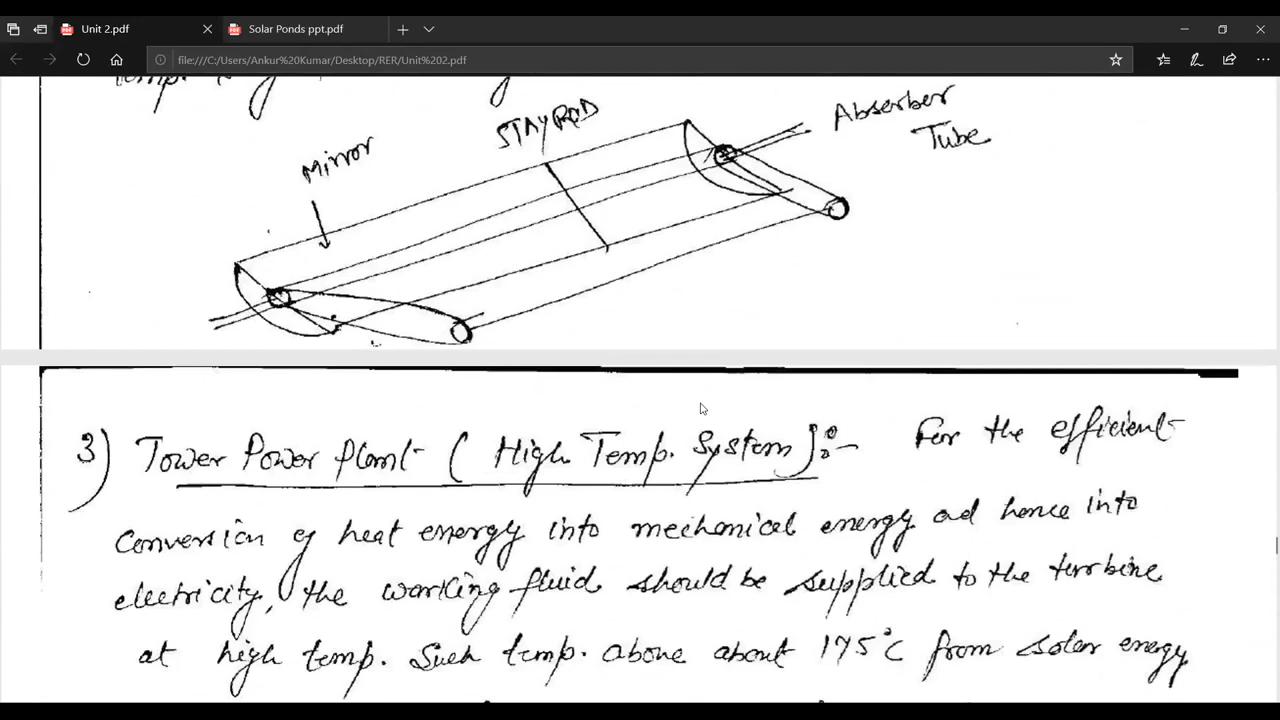 Unit 2.pdf
Solar Ponds ppt.pdf
file:///C:/Users/Ankur%20Kumar/Desktop/RER/Unit%202.pdf
Temp.
Mirror
STAY ROD
Absorber
Tube
3) Tower Power Plant ( High Temp. System ) :- For the efficient
conversion of heat energy into mechanical energy ad hence into
electricity, the working fluid should be supplied to the turbine
at high temp. Such temp. above about 175°C from solar energy